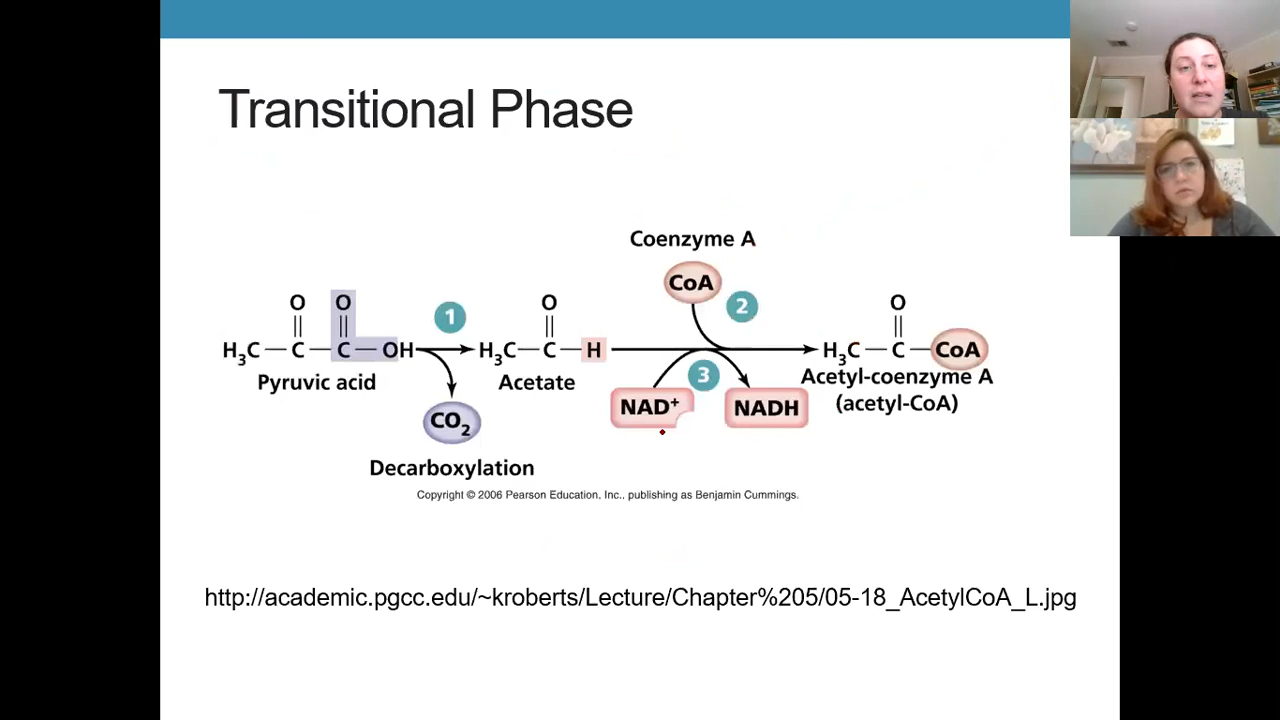 Transitional Phase
Coenzyme A
CoA
O
O
1
O
2
O
H3C — C — C — OH
H3C — C — H
H3C — C — CoA
Pyruvic acid
Acetate
3
Acetyl-coenzyme A
(acetyl-CoA)
CO2
NAD+
NADH
Decarboxylation
Copyright © 2006 Pearson Education, Inc., publishing as Benjamin Cummings.
http://academic.pgcc.edu/~kroberts/Lecture/Chapter%205/05-18_AcetylCoA_L.jpg